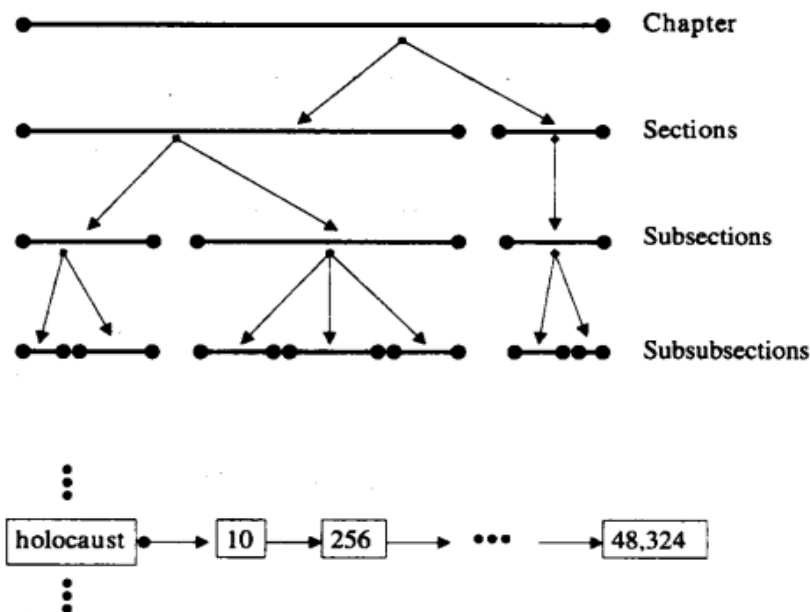 Chapter
Sections
Subsections
Subsubsections
holocaust 10 256 ••• 48,324